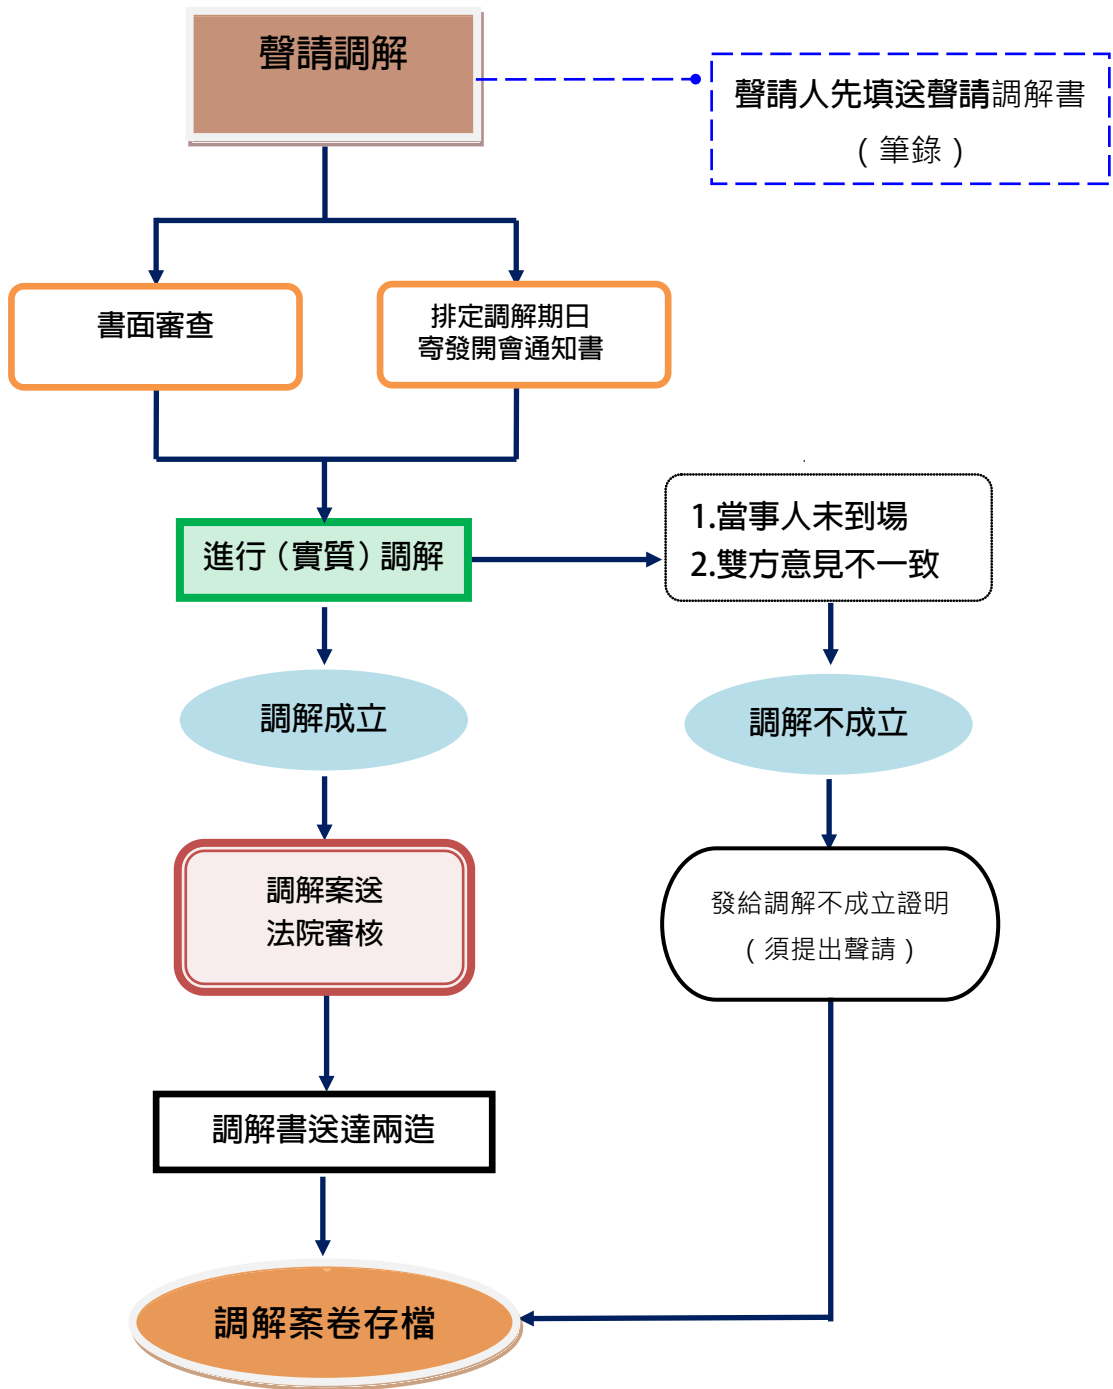 聲請調解
聲請人先填送聲請調解書
(筆錄)
書面審查
排定調解期日
寄發開會通知書
進行(實質)調解
1.當事人未到場
2.雙方意見不一致
調解成立
調解不成立
調解案送
法院審核
發給調解不成立證明
(須提出聲請)
調解書送達兩造
調解案卷存檔